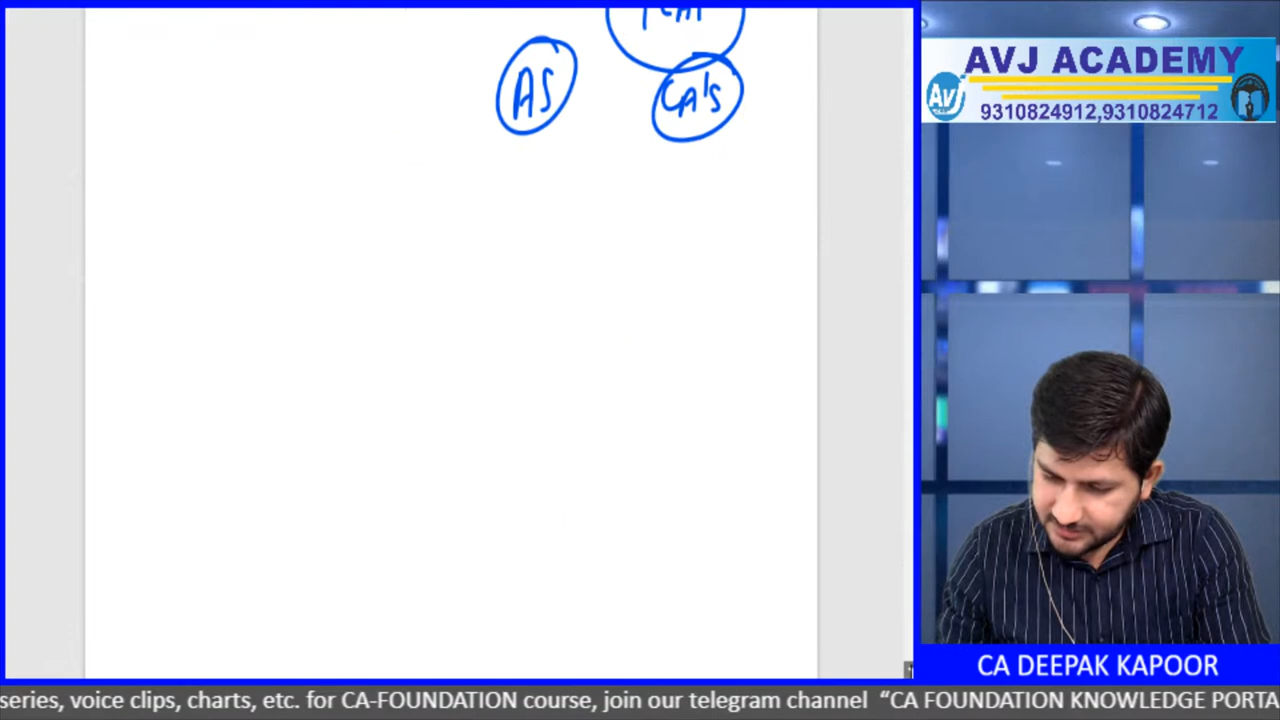 AS
CA's
AVJ ACADEMY
AVJ
9310824912,9310824712
CA DEEPAK KAPOOR
series, voice clips, charts, etc. for CA-FOUNDATION course, join our telegram channel “CA FOUNDATION KNOWLEDGE PORTA